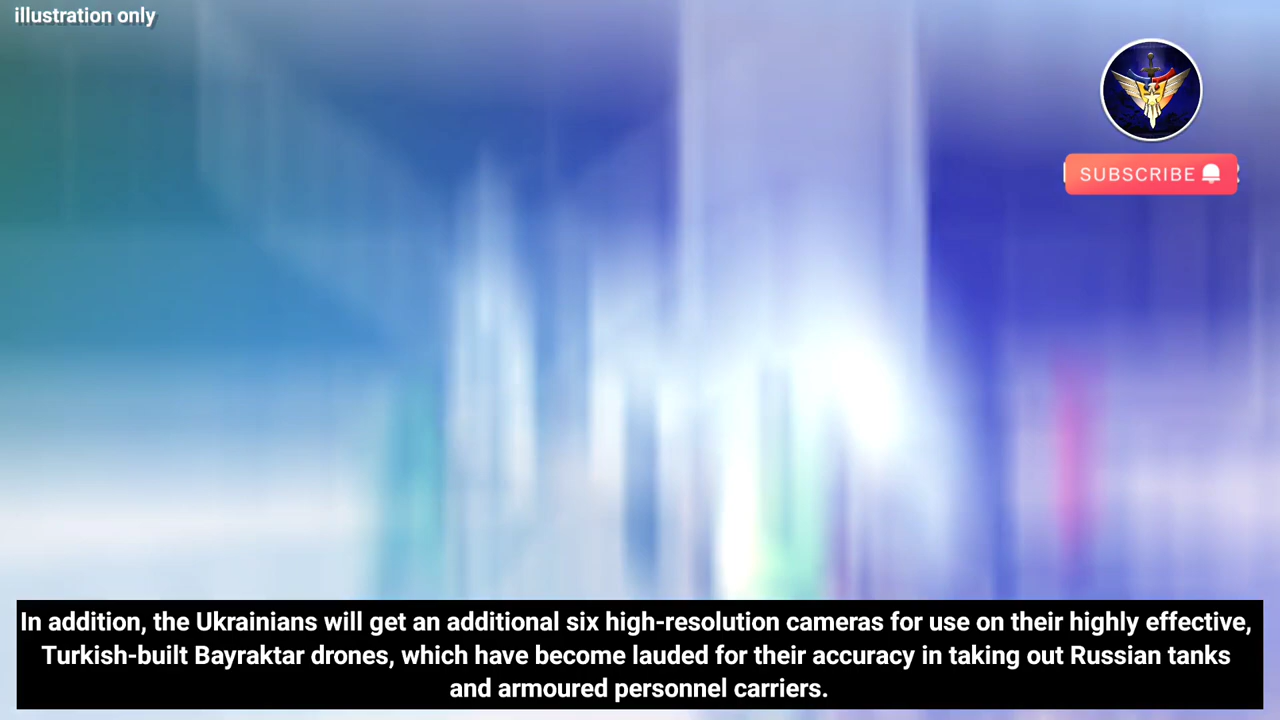 illustration only
SUBSCRIBE
In addition, the Ukrainians will get an additional six high-resolution cameras for use on their highly effective,
Turkish-built Bayraktar drones, which have become lauded for their accuracy in taking out Russian tanks
and armoured personnel carriers.